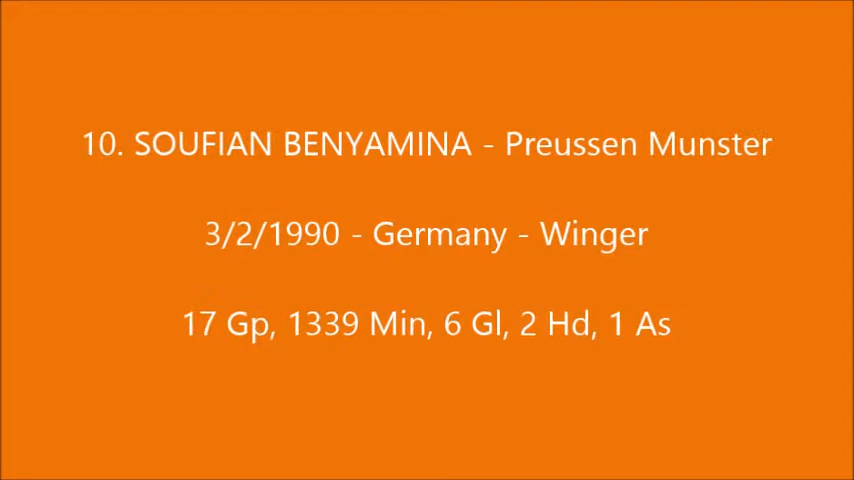 10. SOUFIAN BENYAMINA - Preussen Munster
3/2/1990 - Germany - Winger
17 Gp, 1339 Min, 6 Gl, 2 Hd, 1 As